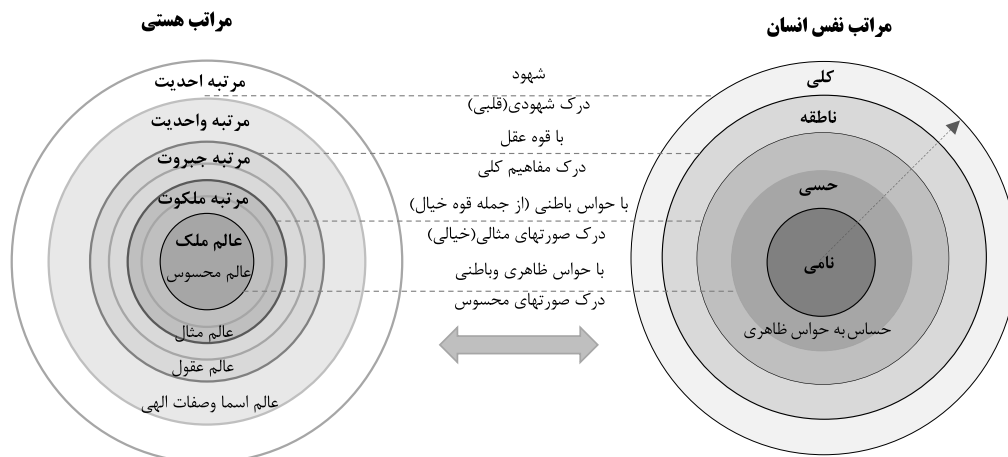 مراتب نفس انسان
کلی
ناطقه
حسی
نامی
حساس به حواس ظاهری
شهود
درک شهودی(قلبی)
با قوه عقل
درک مفاهیم کلی
با حواس باطنی (از جمله قوه خیال)
درک صورتهای مثالی(خیالی)
با حواس ظاهری وباطنی
درک صورتهای محسوس
مراتب هستی
مرتبه احدیت
مرتبه واحدیت
مرتبه جبروت
مرتبه ملکوت
عالم ملک
عالم محسوس
عالم مثال
عالم عقول
عالم اسما وصفات الهی